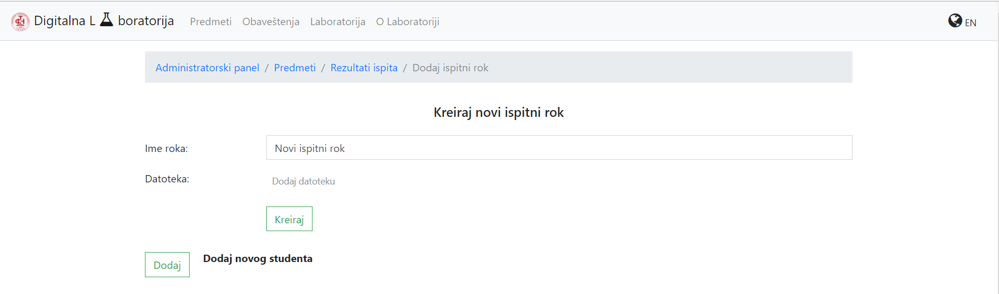 Digitalna L boratorija Predmeti Obaveštenja Laboratorija O Laboratoriji EN
Administratorski panel / Predmeti / Rezultati ispita / Dodaj ispitni rok
Kreiraj novi ispitni rok
Ime roka: Novi ispitni rok
Datoteka: Dodaj datoteku
Kreiraj
Dodaj Dodaj novog studenta